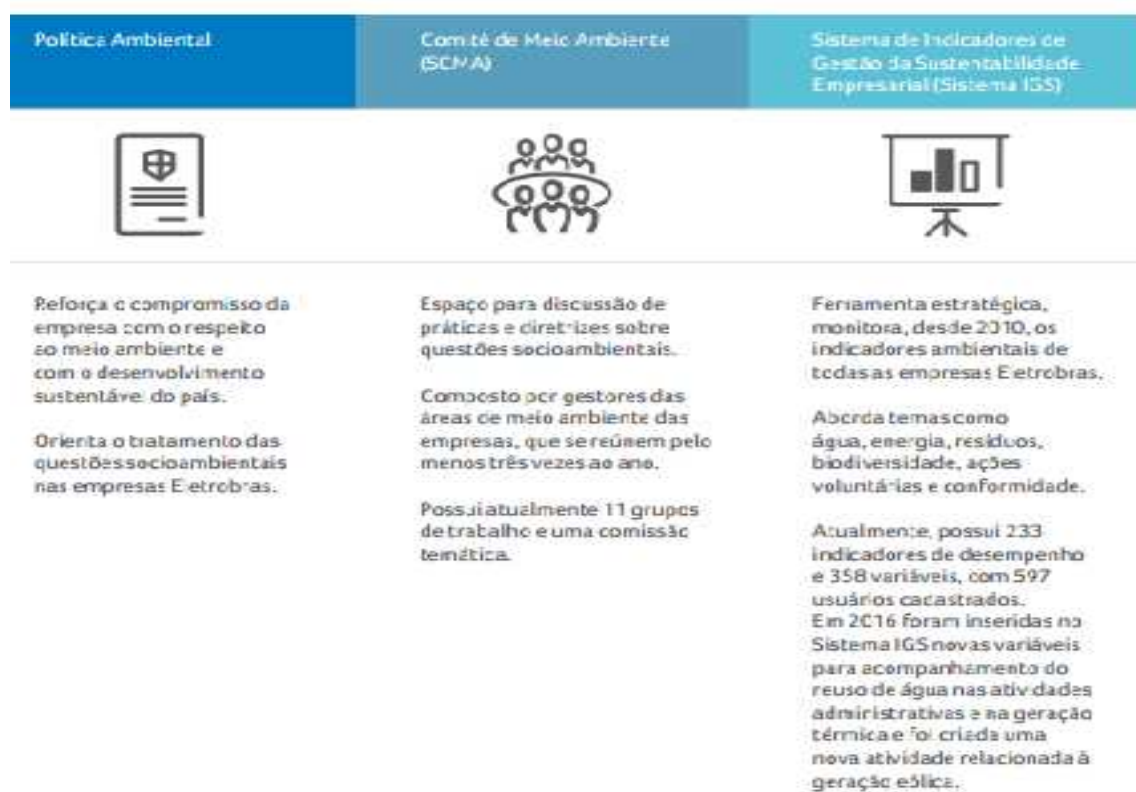 Política Ambiental
Comitê de Meio Ambiente
(SCMA)
Sistema de Indicadores de
Gestão da Sustentabilidade
Empresarial (Sistema IGS)
Reforça o compromisso da
empresa com o respeito
ao meio ambiente e
com o desenvolvimento
sustentável do país.
Orienta o tratamento das
questões socioambientais
nas empresas Eletrobras.
Espaço para discussão de
práticas e diretrizes sobre
questões socioambientais.
Composto por gestores das
áreas de meio ambiente das
empresas, que se reúnem pelo
menos três vezes ao ano.
Possui atualmente 11 grupos
de trabalho e uma comissão
temática.
Ferramenta estratégica,
monitora, desde 2010, os
indicadores ambientais de
todas as empresas Eletrobras.
Aborda temas como
água, energia, resíduos,
biodiversidade, ações
voluntárias e conformidade.
Atualmente, possui 233
indicadores de desempenho
e 358 variáveis, com 597
usuários cadastrados.
Em 2016 foram inseridas no
Sistema IGS novas variáveis
para acompanhamento do
reuso de água nas atividades
administrativas e na geração
térmica e foi criada uma
nova atividade relacionada à
geração eólica.